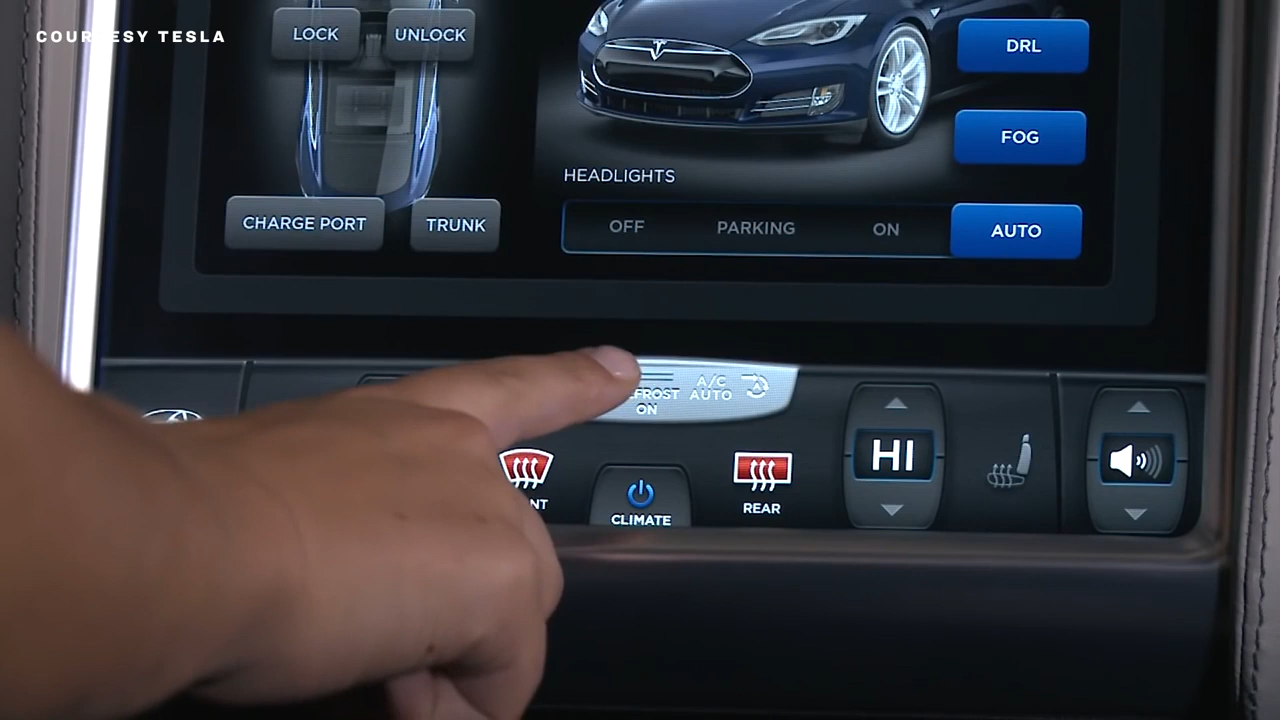 COURTESY TESLA
LOCK
UNLOCK
DRL
FOG
HEADLIGHTS
CHARGE PORT
TRUNK
OFF
PARKING
ON
AUTO
A/C
AUTO
ON
HI
CLIMATE
REAR